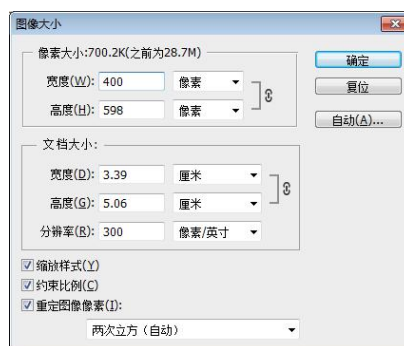 图像大小
像素大小:700.2K(之前为28.7M)
确定
宽度(W): 400 像素
复位
高度(H): 598 像素
自动(A)...
文档大小:
宽度(D): 3.39 厘米
高度(G): 5.06 厘米
分辨率(R): 300 像素/英寸
缩放样式(Y)
约束比例(C)
重定图像像素(I):
两次立方（自动）